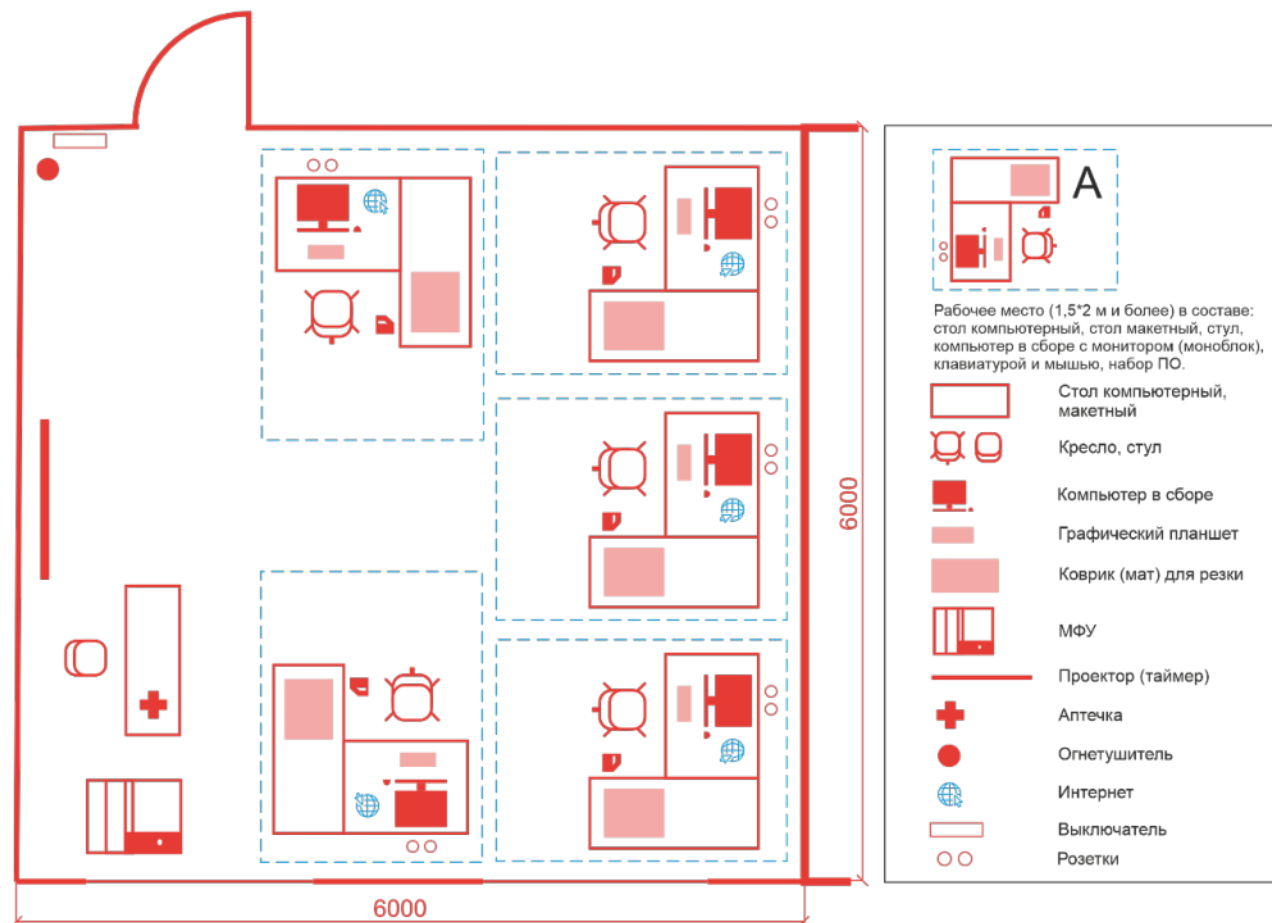 6000
6000
А
Рабочее место (1,5*2 м и более) в составе:
стол компьютерный, стол макетный, стул,
компьютер в сборе с монитором (моноблок),
клавиатурой и мышью, набор ПО.
Стол компьютерный,
макетный
Кресло, стул
Компьютер в сборе
Графический планшет
Коврик (мат) для резки
МФУ
Проектор (таймер)
Аптечка
Огнетушитель
Интернет
Выключатель
Розетки